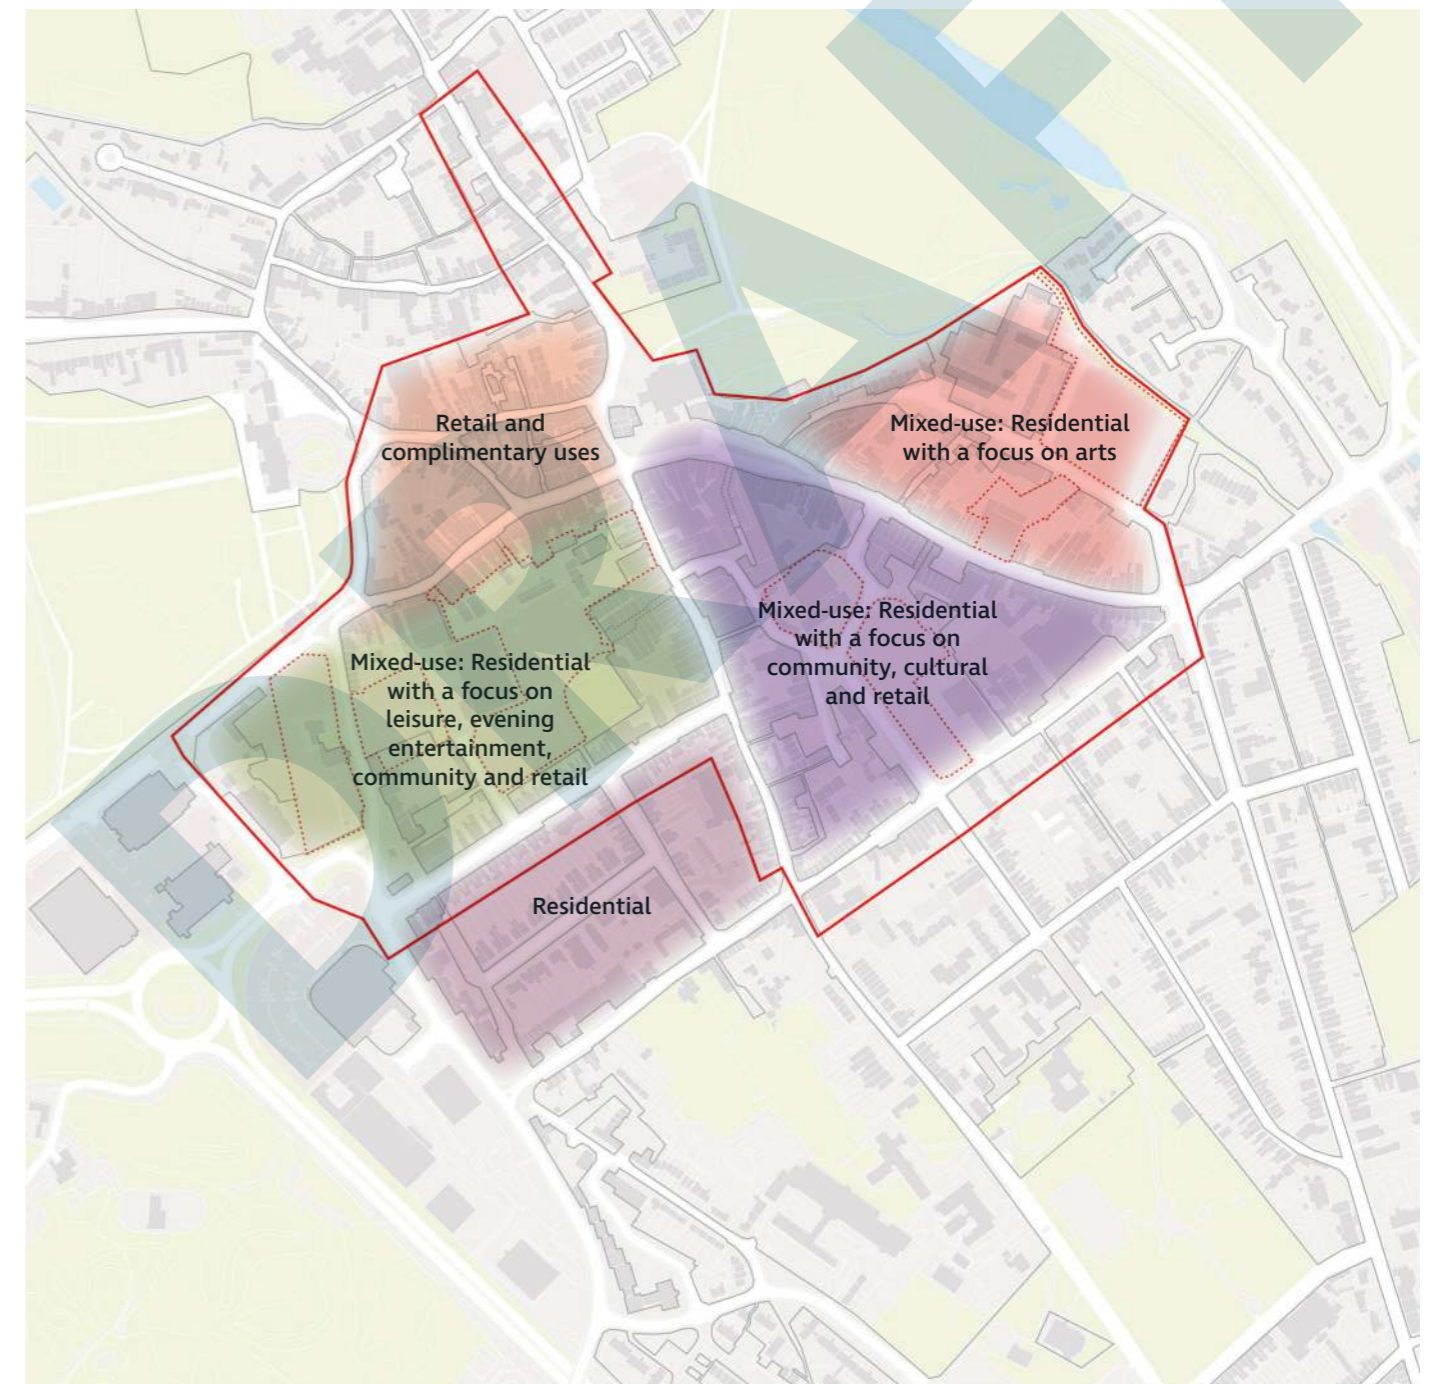 Retail and
complimentary uses
Mixed-use: Residential
with a focus on arts
Mixed-use: Residential
with a focus on
community, cultural
and retail
Mixed-use: Residential
with a focus on
leisure, evening
entertainment,
community and retail
Residential
DRAFT